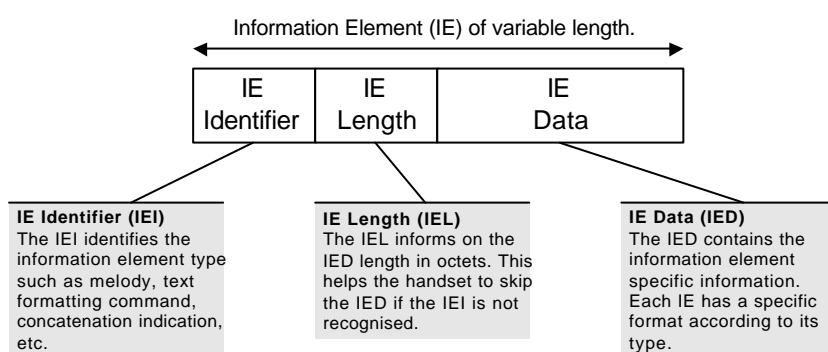 Information Element (IE) of variable length.
IE
Identifier
IE
Length
IE
Data
IE Identifier (IEI)
The IEI identifies the
information element type
such as melody, text
formatting command,
concatenation indication,
etc.
IE Length (IEL)
The IEL informs on the
IED length in octets. This
helps the handset to skip
the IED if the IEI is not
recognised.
IE Data (IED)
The IED contains the
information element
specific information.
Each IE has a specific
format according to its
type.